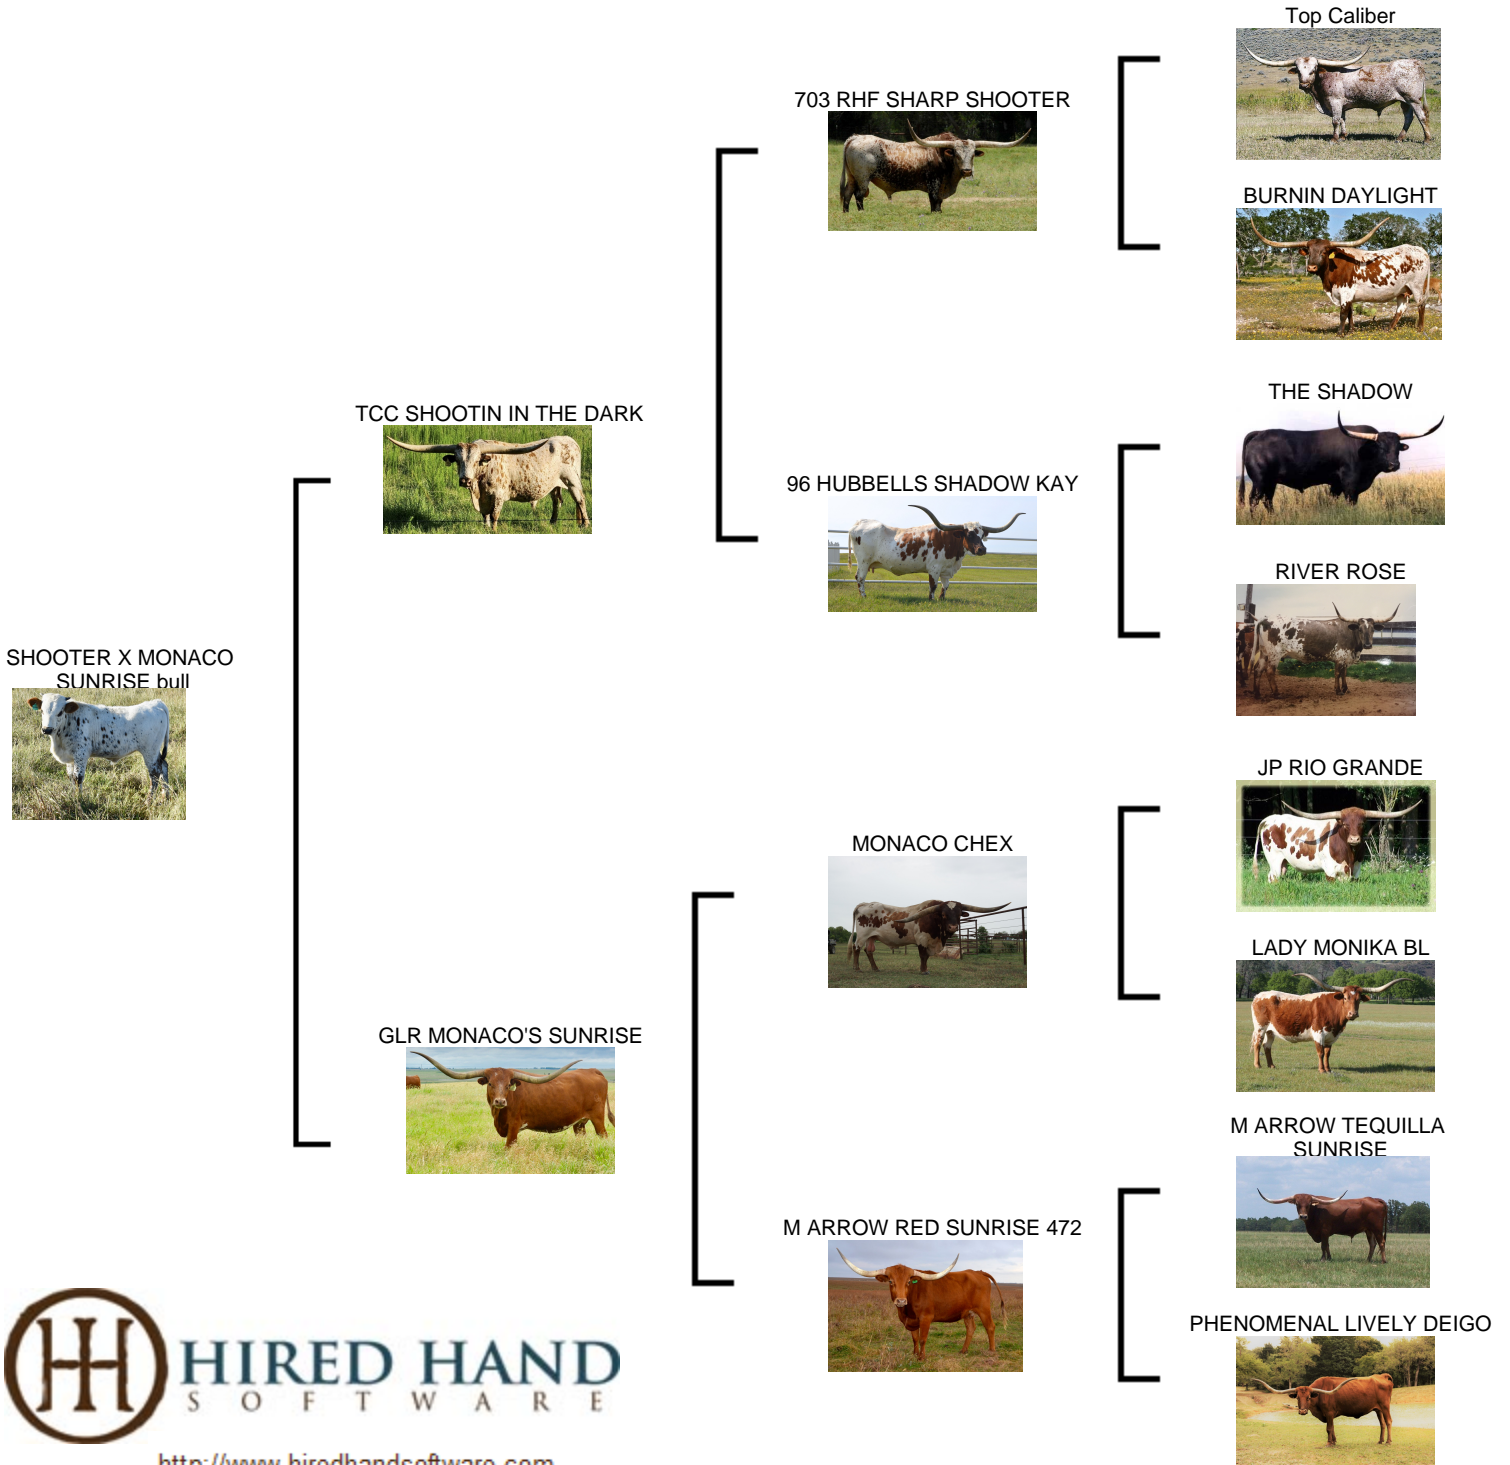 Top Caliber
703 RHF SHARP SHOOTER
BURNIN DAYLIGHT
TCC SHOOTIN IN THE DARK
THE SHADOW
96 HUBBELLS SHADOW KAY
RIVER ROSE
SHOOTER X MONACO
SUNRISE bull
JP RIO GRANDE
MONACO CHEX
LADY MONIKA BL
GLR MONACO'S SUNRISE
M ARROW TEQUILLA
SUNRISE
M ARROW RED SUNRISE 472
PHENOMENAL LIVELY DEIGO
HIRED HAND
SOFTWARE
http://www.hiredhandsoftware.com